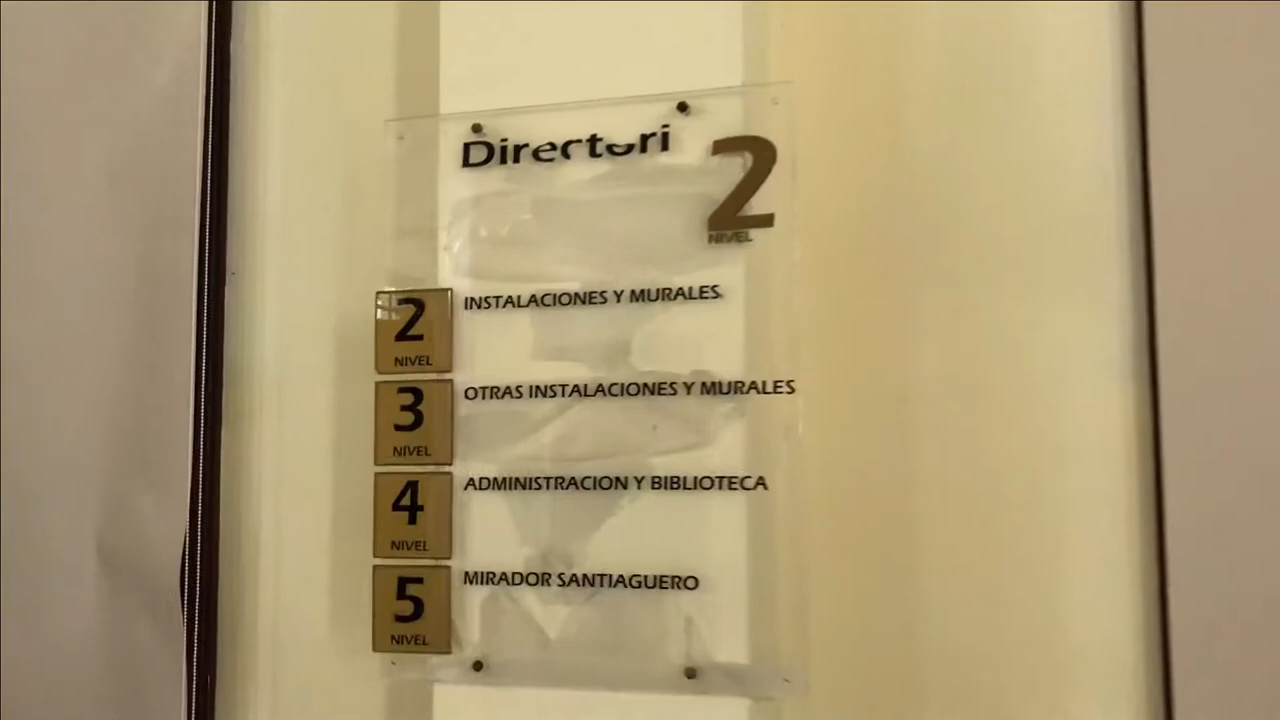 Directori
2
NIVEL
2
NIVEL
INSTALACIONES Y MURALES
3
NIVEL
OTRAS INSTALACIONES Y MURALES
4
NIVEL
ADMINISTRACION Y BIBLIOTECA
5
NIVEL
MIRADOR SANTIAGUERO